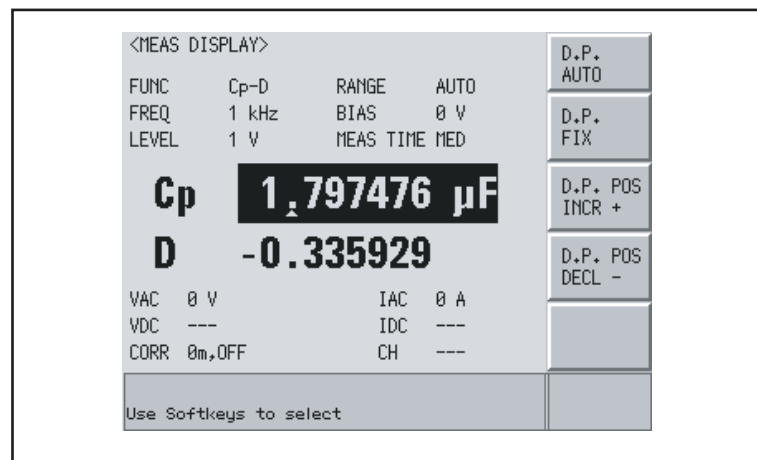 <MEAS DISPLAY>
FUNC Cp-D RANGE AUTO
FREQ 1 kHz BIAS 0 V
LEVEL 1 V MEAS TIME MED
Cp 1.797476 µF
D -0.335929
VAC 0 V IAC 0 A
VDC --- IDC ---
CORR 0m,OFF CH ---
Use Softkeys to select
D.P.
AUTO
D.P.
FIX
D.P. POS
INCR +
D.P. POS
DECL -